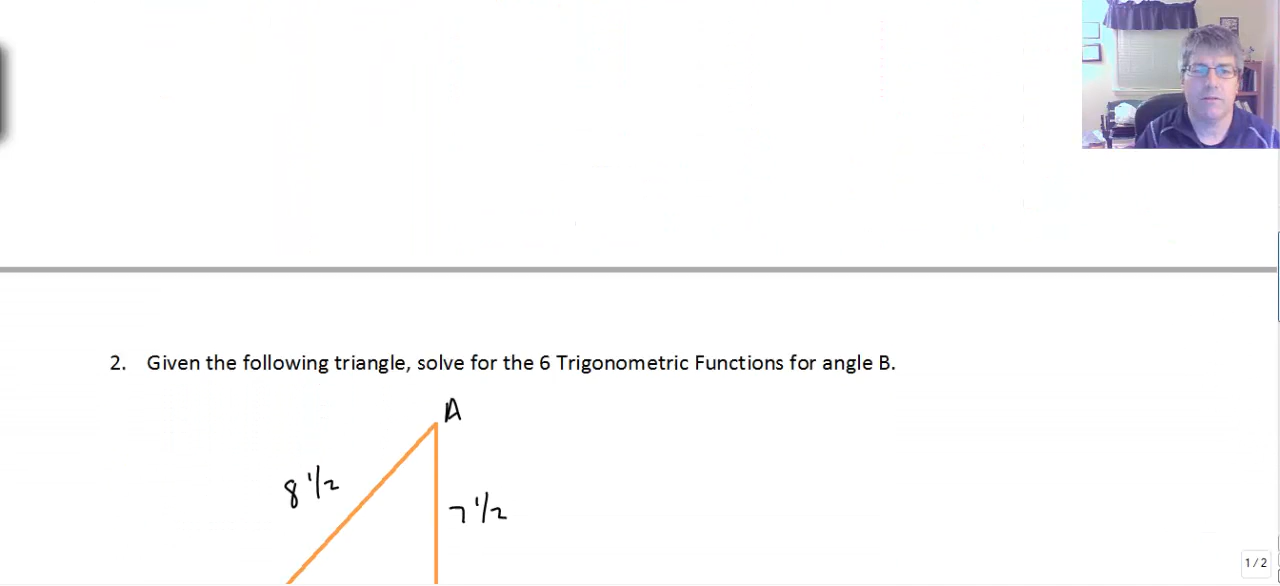 2. Given the following triangle, solve for the 6 Trigonometric Functions for angle B.
A
8 1/2
7 1/2
1 / 2